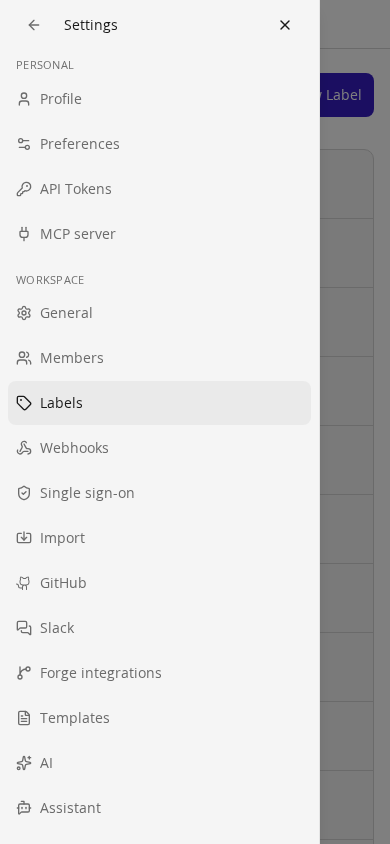 Settings
PERSONAL
Profile
Preferences
API Tokens
MCP server
WORKSPACE
General
Members
Labels
Webhooks
Single sign-on
Import
GitHub
Slack
Forge integrations
Templates
AI
Assistant
Label